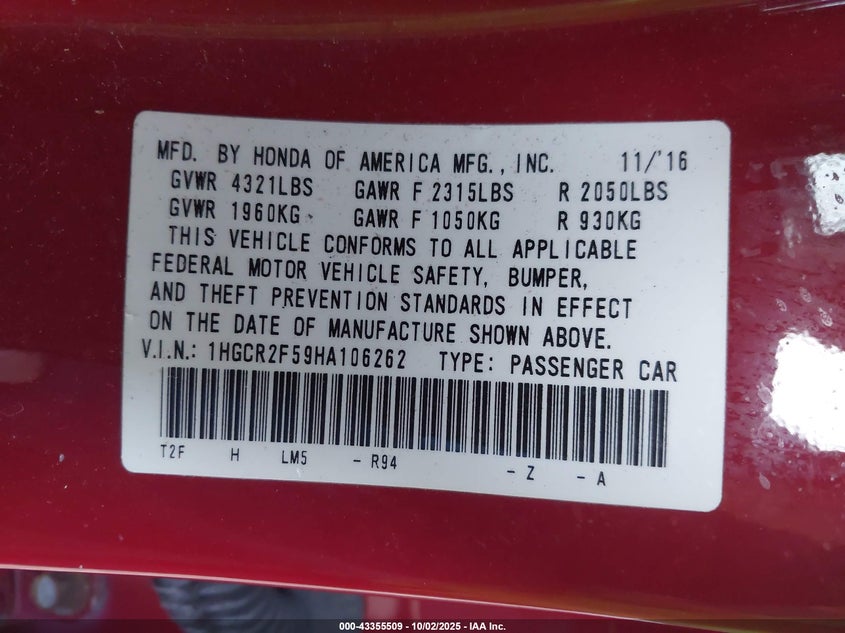 MFD. BY HONDA OF AMERICA MFG., INC. 11/'16
GVWR 4321LBS GAWR F 2315LBS R 2050LBS
GVWR 1960KG GAWR F 1050KG R 930KG
THIS VEHICLE CONFORMS TO ALL APPLICABLE
FEDERAL MOTOR VEHICLE SAFETY, BUMPER,
AND THEFT PREVENTION STANDARDS IN EFFECT
ON THE DATE OF MANUFACTURE SHOWN ABOVE.
V.I.N.: 1HGCR2F59HA106262 TYPE: PASSENGER CAR
T2F H LM5 - R94 - Z - A
000-43355509 - 10/02/2025 - IAA Inc.